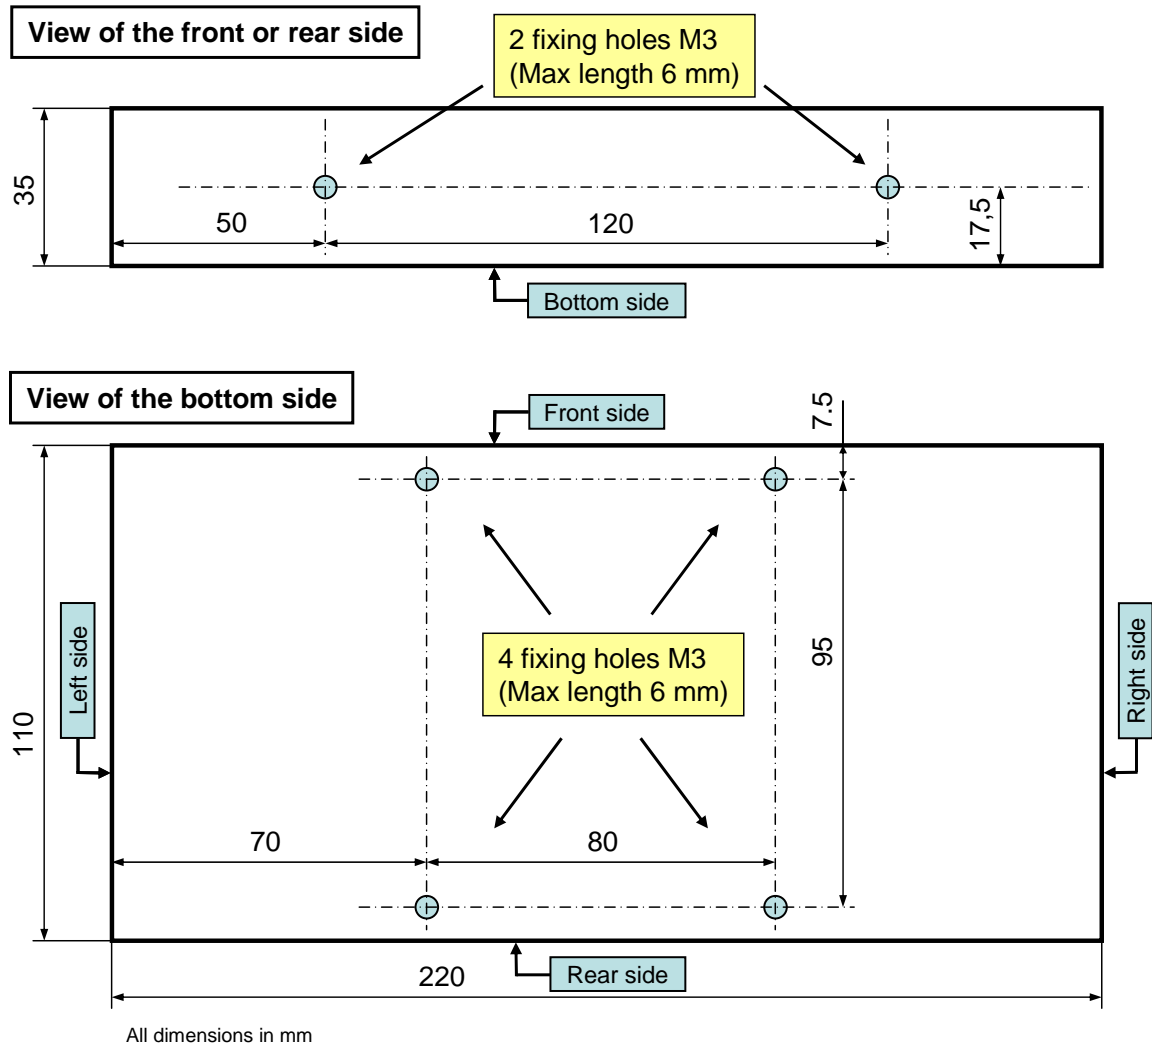 View of the front or rear side
2 fixing holes M3
(Max length 6 mm)
35
50
120
17,5
Bottom side
View of the bottom side
Front side
7.5
Left side
Right side
110
4 fixing holes M3
(Max length 6 mm)
95
70
80
Rear side
220
All dimensions in mm